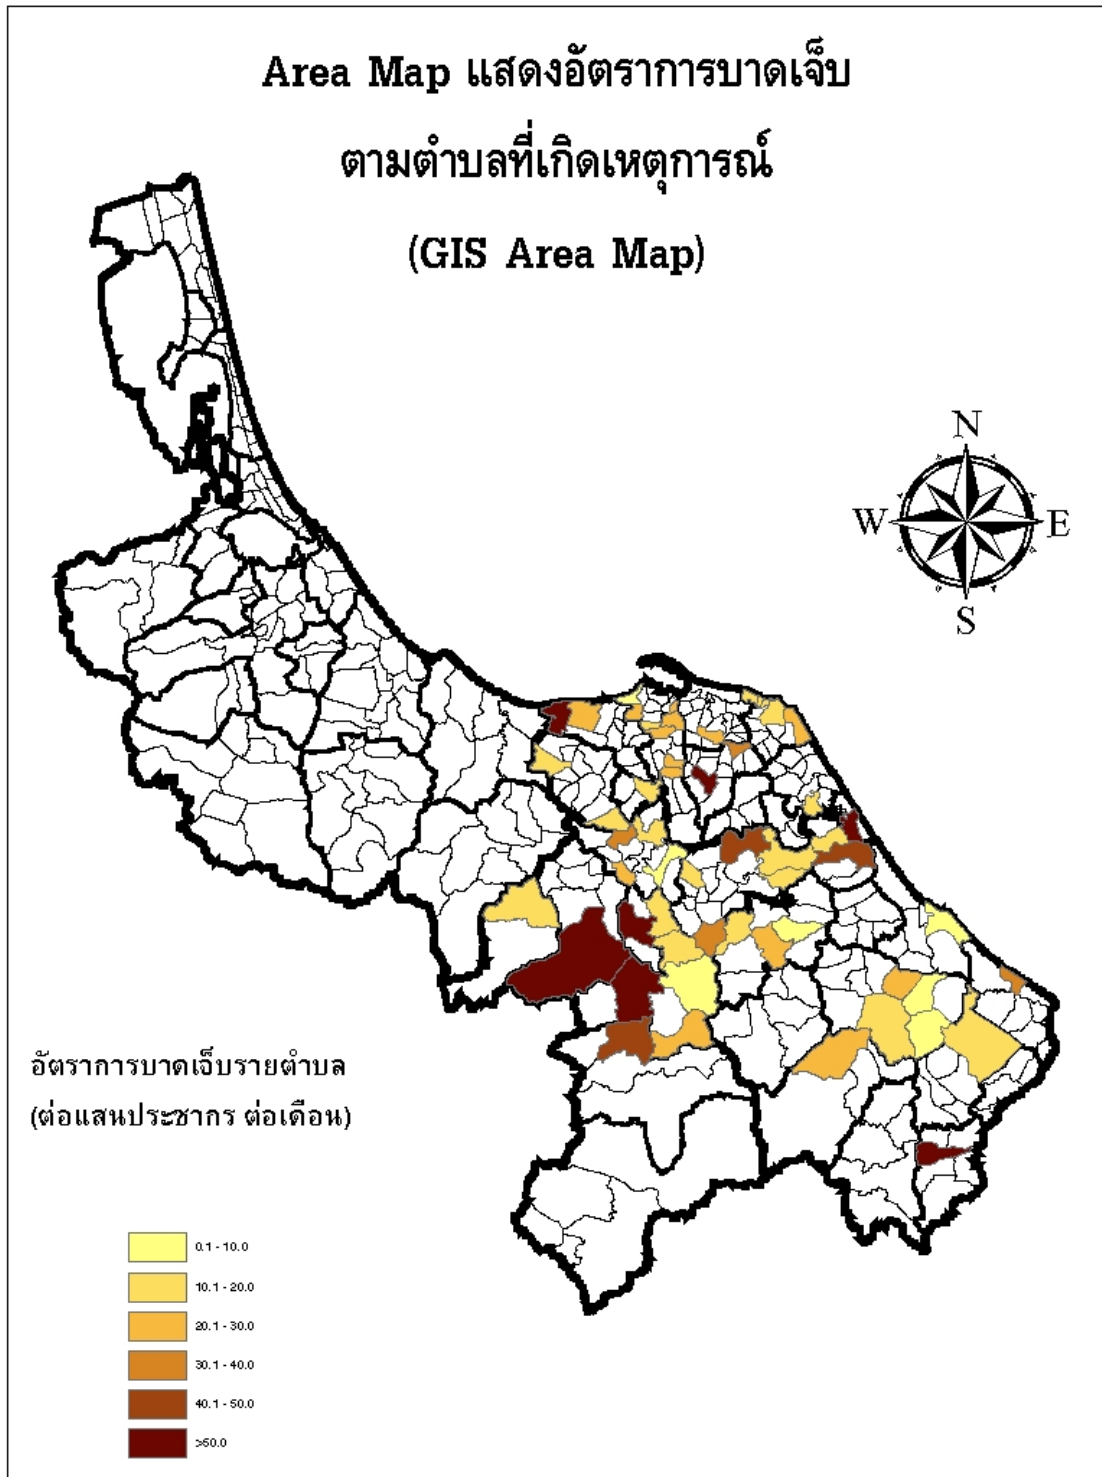 Area Map แสดงอัตราการบาดเจ็บ
ตามตำบลที่เกิดเหตุการณ์
(GIS Area Map)
N
W
E
S
อัตราการบาดเจ็บรายตำบล
(ต่อแสนประชากร ต่อเดือน)
0.1 - 10.0
10.1 - 20.0
20.1 - 30.0
30.1 - 40.0
40.1 - 50.0
>50.0